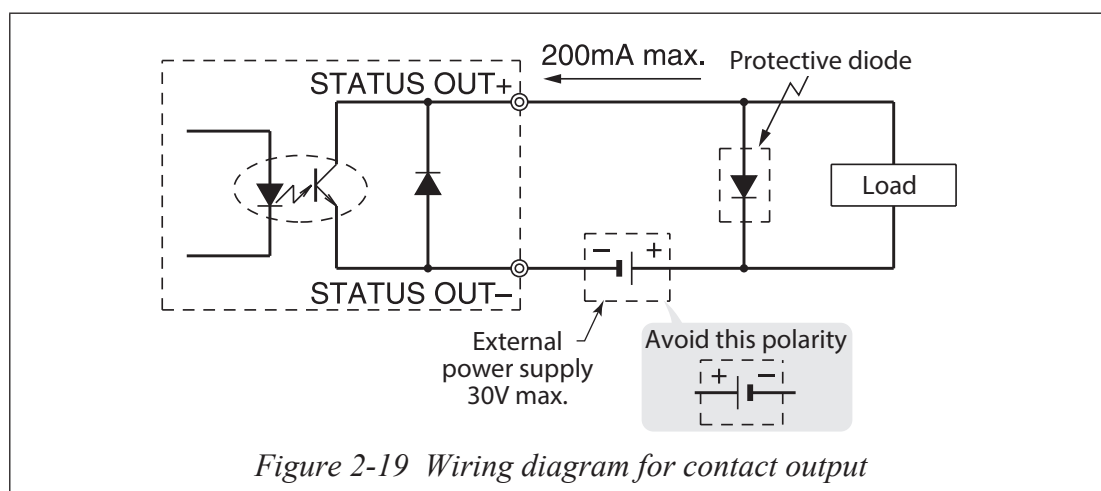 200mA max.
Protective diode
STATUS OUT+
Load
− +
STATUS OUT−
External
power supply
30V max.
Avoid this polarity
+ −
Figure 2-19 Wiring diagram for contact output